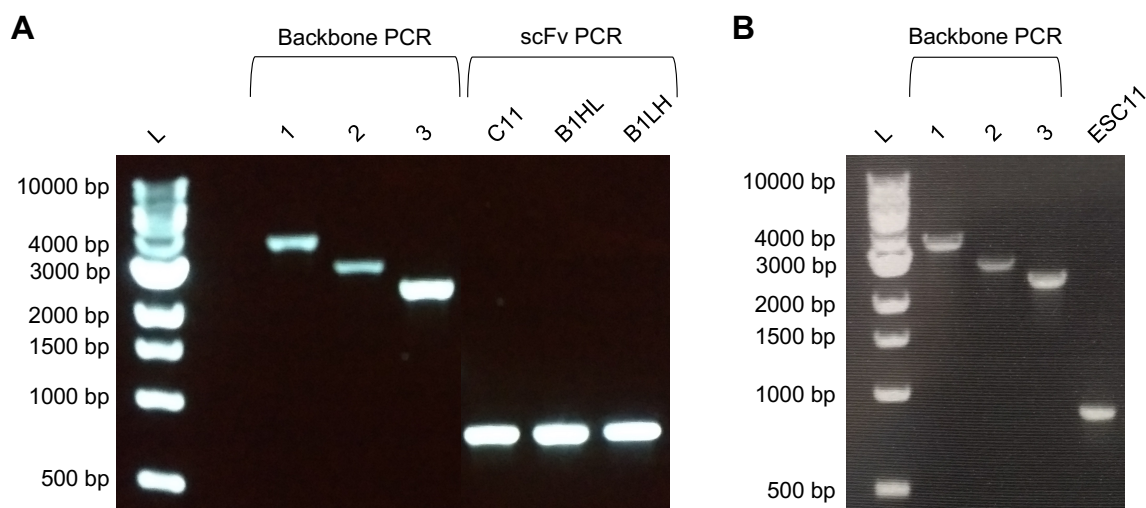 A
Backbone PCR
scFv PCR
L
1
2
3
C11
B1HL
B1LH
10000 bp
4000 bp
3000 bp
2000 bp
1500 bp
1000 bp
500 bp
B
Backbone PCR
L
1
2
3
ESC11
10000 bp
4000 bp
3000 bp
2000 bp
1500 bp
1000 bp
500 bp